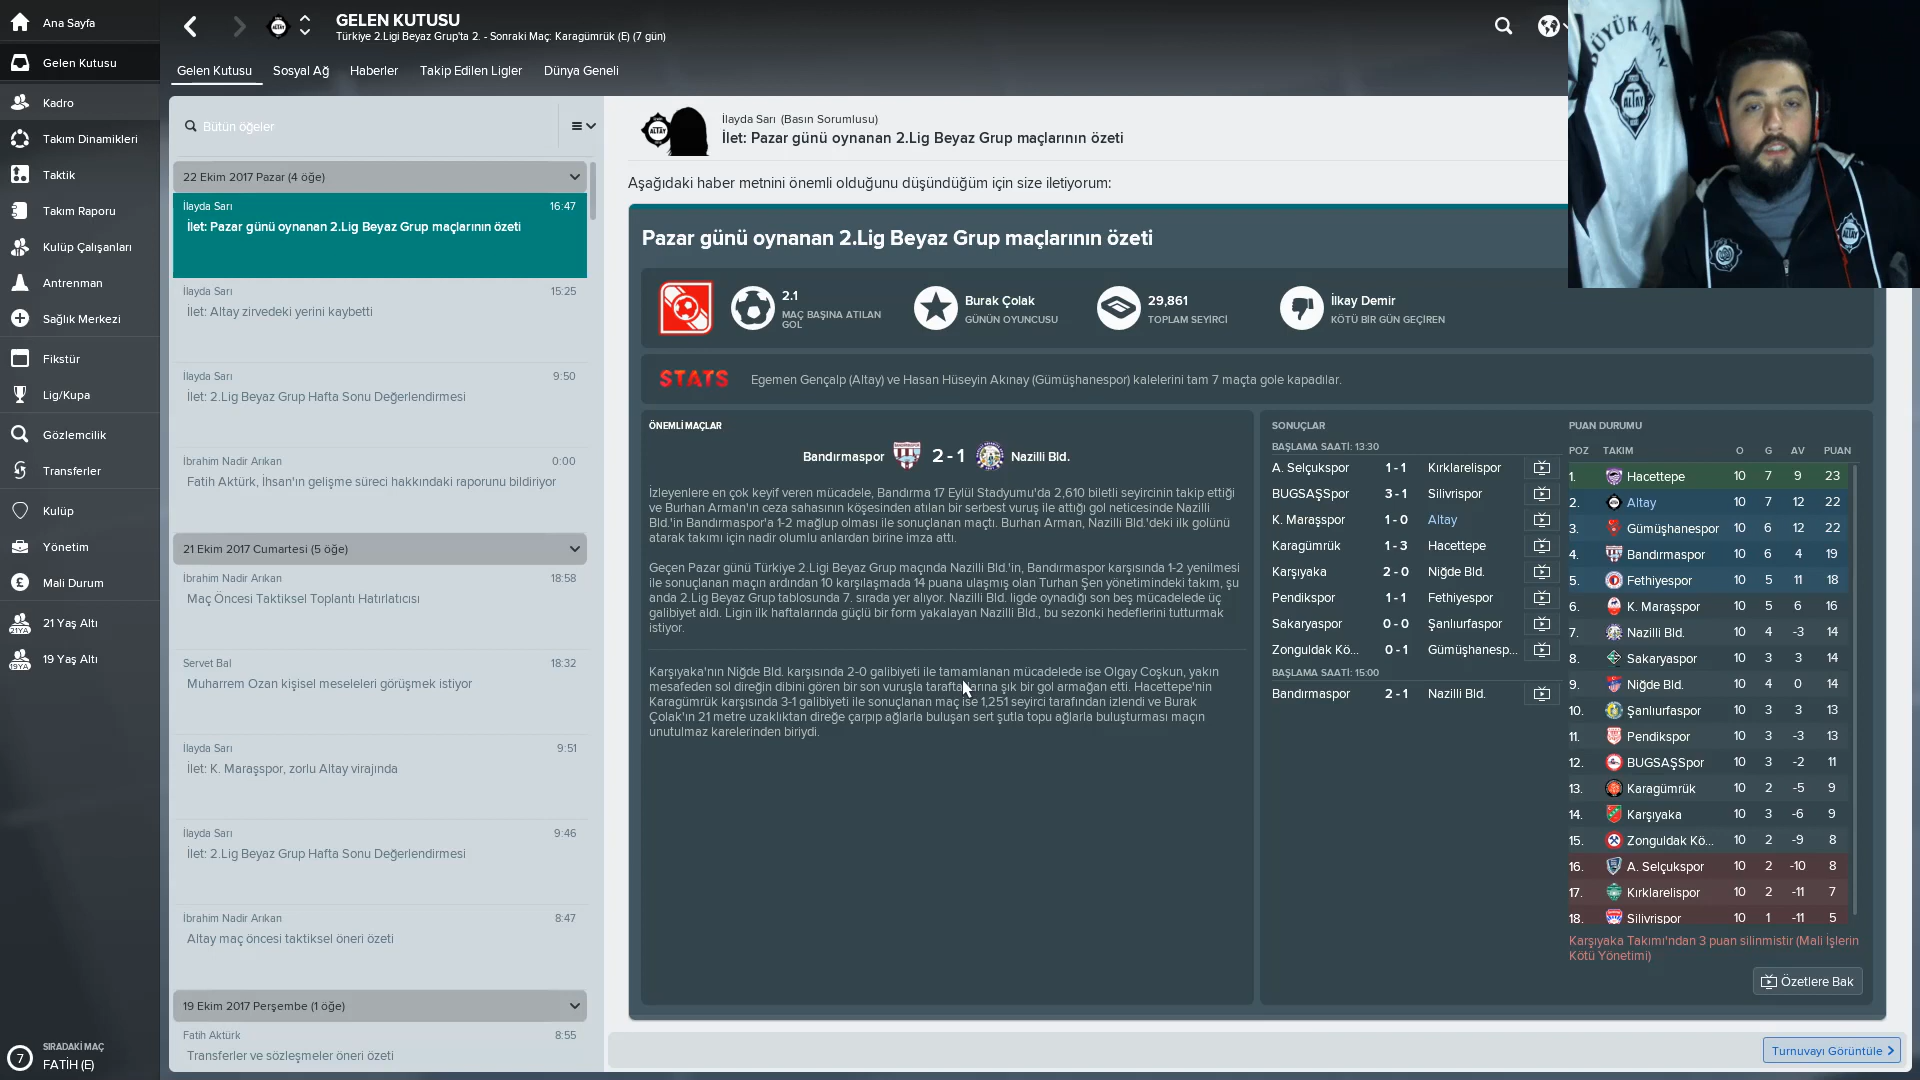 Ana Sayfa
Gelen Kutusu
Kadro
Takım Dinamikleri
Taktik
Takım Raporu
Kulüp Çalışanları
Antrenman
Sağlık Merkezi
Fikstür
Lig/Kupa
Gözlemcilik
Transferler
Kulüp
Yönetim
Mali Durum
21YA
21 Yaş Altı
19YA
19 Yaş Altı
7
SIRADAKİ MAÇ
FATİH (E)
GELEN KUTUSU
Türkiye 2.Ligi Beyaz Grup'ta 2. - Sonraki Maç: Karagümrük (E) (7 gün)
Gelen Kutusu
Sosyal Ağ
Haberler
Takip Edilen Ligler
Dünya Geneli
Bütün öğeler
22 Ekim 2017 Pazar (4 öğe)
İlayda Sarı 16:47
İlet: Pazar günü oynanan 2.Lig Beyaz Grup maçlarının özeti
İlayda Sarı 15:25
İlet: Altay zirvedeki yerini kaybetti
İlayda Sarı 9:50
İlet: 2.Lig Beyaz Grup Hafta Sonu Değerlendirmesi
İbrahim Nadir Arıkan 0:00
Fatih Aktürk, İhsan'ın gelişme süreci hakkındaki raporunu bildiriyor
21 Ekim 2017 Cumartesi (5 öğe)
İbrahim Nadir Arıkan 18:58
Maç Öncesi Taktiksel Toplantı Hatırlatıcısı
Servet Bal 18:32
Muharrem Ozan kişisel meseleleri görüşmek istiyor
İlayda Sarı 9:51
İlet: K. Maraşspor, zorlu Altay virajında
İlayda Sarı 9:46
İlet: 2.Lig Beyaz Grup Hafta Sonu Değerlendirmesi
İbrahim Nadir Arıkan 8:47
Altay maç öncesi taktiksel öneri özeti
19 Ekim 2017 Perşembe (1 öğe)
Fatih Aktürk 8:55
Transferler ve sözleşmeler öneri özeti
İlayda Sarı (Basın Sorumlusu)
İlet: Pazar günü oynanan 2.Lig Beyaz Grup maçlarının özeti
Aşağıdaki haber metnini önemli olduğunu düşündüğüm için size iletiyorum:
Pazar günü oynanan 2.Lig Beyaz Grup maçlarının özeti
2.1
MAÇ BAŞINA ATILAN
GOL
Burak Çolak
GÜNÜN OYUNCUSU
29,861
TOPLAM SEYİRCİ
İlkay Demir
KÖTÜ BİR GÜN GEÇİREN
STATS
Egemen Gençalp (Altay) ve Hasan Hüseyin Akınay (Gümüşhanespor) kalelerini tam 7 maçta gole kapadılar.
ÖNEMLİ MAÇLAR
Bandırmaspor 2 - 1 Nazilli Bld.
İzleyenlere en çok keyif veren mücadele, Bandırma 17 Eylül Stadyumu'da 2,610 biletli seyircinin takip ettiği
ve Burhan Arman'ın ceza sahasının köşesinden atılan bir serbest vuruş ile attığı gol neticesinde Nazilli
Bld.'in Bandırmaspor'a 1-2 mağlup olması ile sonuçlanan maçtı. Burhan Arman, Nazilli Bld.'deki ilk golünü
atarak takımı için nadir olumlu anlardan birine imza attı.
Geçen Pazar günü Türkiye 2.Ligi Beyaz Grup maçında Nazilli Bld.'in, Bandırmaspor karşısında 1-2 yenilmesi
ile sonuçlanan maçın ardından 10 karşılaşmada 14 puana ulaşmış olan Turhan Şen yönetimindeki takım, şu
anda 2.Lig Beyaz Grup tablosunda 7. sırada yer alıyor. Nazilli Bld. ligde oynadığı son beş mücadelede üç
galibiyet aldı. Ligin ilk haftalarında güçlü bir form yakalayan Nazilli Bld., bu sezonki hedeflerini tutturmak
istiyor.
Karşıyaka'nın Niğde Bld. karşısında 2-0 galibiyeti ile tamamlanan mücadelede ise Olgay Coşkun, yakın
mesafeden sol direğin dibini gören bir son vuruşla taraftarlarına şık bir gol armağan etti. Hacettepe'nin
Karagümrük karşısında 3-1 galibiyeti ile sonuçlanan maç ise 1,251 seyirci tarafından izlendi ve Burak
Çolak'ın 21 metre uzaklıktan direğe çarpıp ağlarla buluşan sert şutla topu ağlarla buluşturması maçın
unutulmaz karelerinden biriydi.
SONUÇLAR
BAŞLAMA SAATİ: 13:30
A. Selçukspor 1 - 1 Kırklarelispor
BUGSAŞSpor 3 - 1 Silivrispor
K. Maraşspor 1 - 0 Altay
Karagümrük 1 - 3 Hacettepe
Karşıyaka 2 - 0 Niğde Bld.
Pendikspor 1 - 1 Fethiyespor
Sakaryaspor 0 - 0 Şanlıurfaspor
Zonguldak Kö... 0 - 1 Gümüşhanesp...
BAŞLAMA SAATİ: 15:00
Bandırmaspor 2 - 1 Nazilli Bld.
PUAN DURUMU
POZ TAKIM O G AV PUAN
1. Hacettepe 10 7 9 23
2. Altay 10 7 12 22
3. Gümüşhanespor 10 6 12 22
4. Bandırmaspor 10 6 4 19
5. Fethiyespor 10 5 11 18
6. K. Maraşspor 10 5 6 16
7. Nazilli Bld. 10 4 -3 14
8. Sakaryaspor 10 3 3 14
9. Niğde Bld. 10 4 0 14
10. Şanlıurfaspor 10 3 3 13
11. Pendikspor 10 3 -3 13
12. BUGSAŞSpor 10 3 -2 11
13. Karagümrük 10 2 -5 9
14. Karşıyaka 10 3 -6 9
15. Zonguldak Kö... 10 2 -9 8
16. A. Selçukspor 10 2 -10 8
17. Kırklarelispor 10 2 -11 7
18. Silivrispor 10 1 -11 5
Karşıyaka Takımı'ndan 3 puan silinmistir (Mali İşlerin
Kötü Yönetimi)
Özetlere Bak
Turnuvayı Görüntüle
BÜYÜK ALTAY
ALTAY